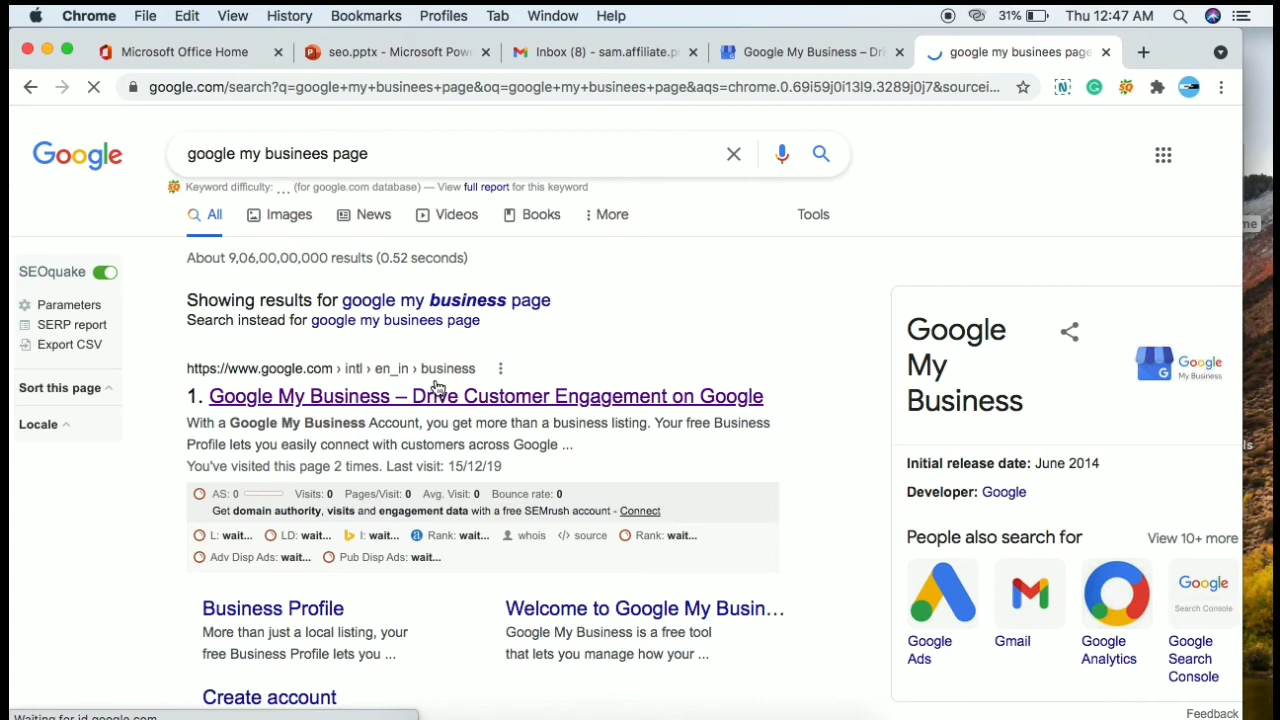 Chrome File Edit View History Bookmarks Profiles Tab Window Help 31% Thu 12:47 AM
Microsoft Office Home × seo.pptx - Microsoft Pow × Inbox (8) - sam.affiliate.p × Google My Business – Dri × google my businees page × +
google.com/search?q=google+my+businees+page&oq=google+my+businees+page&aqs=chrome.0.69i59j0i13l9.3289j0j7&sourcei...
Google
google my businees page
Keyword difficulty: ... (for google.com database) — View full report for this keyword
All Images News Videos Books More Tools
About 9,06,00,00,000 results (0.52 seconds)
SEOquake
Parameters
SERP report
Export CSV
Sort this page
Locale
Showing results for google my business page
Search instead for google my businees page
https://www.google.com › intl › en_in › business
1. Google My Business – Drive Customer Engagement on Google
With a Google My Business Account, you get more than a business listing. Your free Business
Profile lets you easily connect with customers across Google ...
You've visited this page 2 times. Last visit: 15/12/19
AS: 0 Visits: 0 Pages/Visit: 0 Avg. Visit: 0 Bounce rate: 0
Get domain authority, visits and engagement data with a free SEMrush account - Connect
L: wait... LD: wait... I: wait... Rank: wait... whois </> source Rank: wait...
Adv Disp Ads: wait... Pub Disp Ads: wait...
Business Profile
More than just a local listing, your
free Business Profile lets you ...
Welcome to Google My Busin...
Google My Business is a free tool
that lets you manage how your ...
Create account
Google
My
Business
Google
My Business
Initial release date: June 2014
Developer: Google
People also search for View 10+ more
Google
Search Console
Google
Ads
Gmail
Google
Analytics
Google
Search
Console
Feedback
Waiting for id.google.com